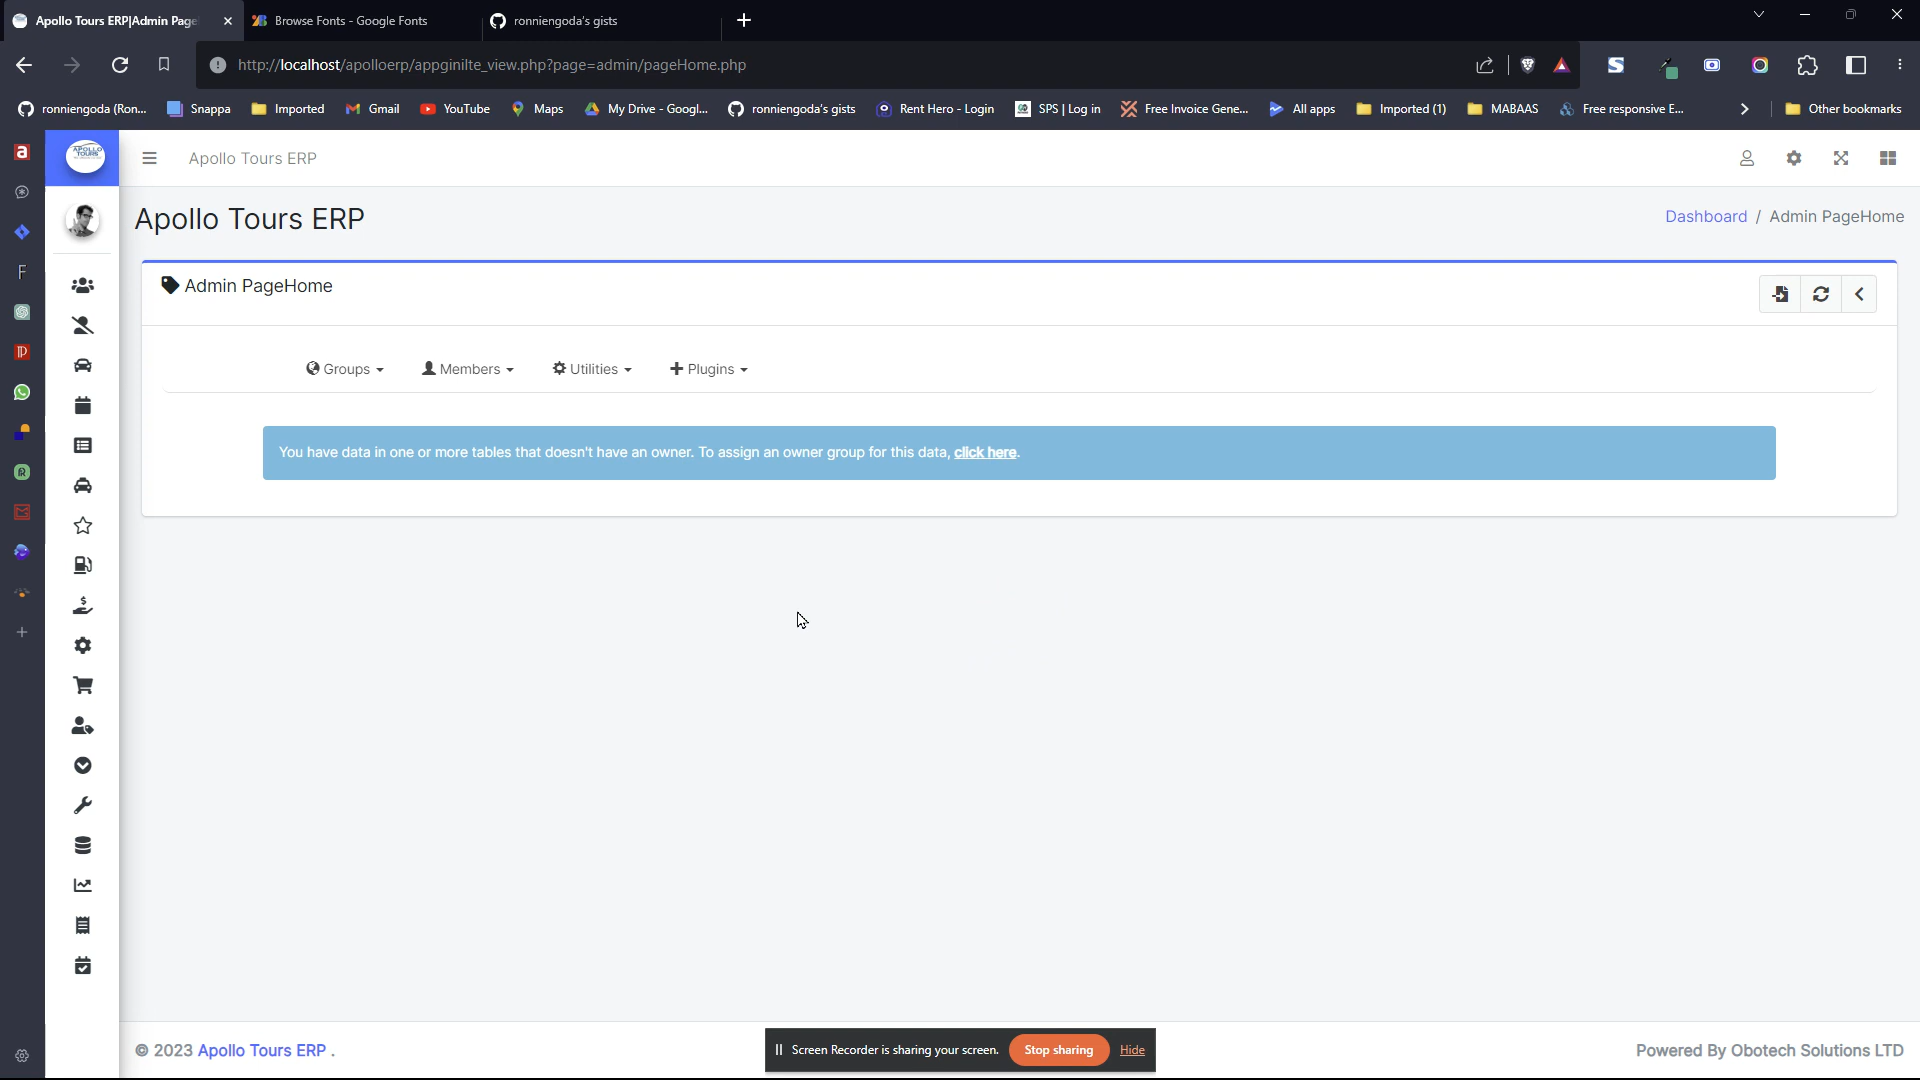 Apollo Tours ERP|Admin Page
Browse Fonts - Google Fonts
ronniengoda's gists
http://localhost/apolloerp/appginilte_view.php?page=admin/pageHome.php
ronniengoda (Ron...
Snappa
Imported
Gmail
YouTube
Maps
My Drive - Googl...
ronniengoda's gists
Rent Hero - Login
SPS | Log in
Free Invoice Gene...
All apps
Imported (1)
MABAAS
Free responsive E...
Other bookmarks
APOLLO
TOURS
Apollo Tours ERP
Apollo Tours ERP
Dashboard / Admin PageHome
Admin PageHome
Groups
Members
Utilities
Plugins
You have data in one or more tables that doesn't have an owner. To assign an owner group for this data, click here.
© 2023 Apollo Tours ERP .
Screen Recorder is sharing your screen.
Stop sharing
Hide
Powered By Obotech Solutions LTD